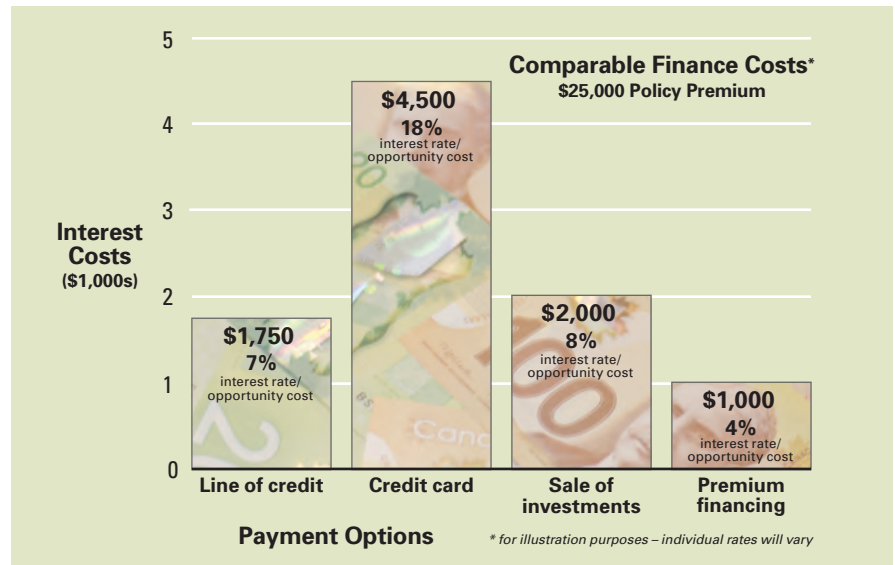 Comparable Finance Costs*
$25,000 Policy Premium
Interest
Costs
($1,000s)
5
4
3
2
1
0
$1,750
7%
interest rate/
opportunity cost
$4,500
18%
interest rate/
opportunity cost
$2,000
8%
interest rate/
opportunity cost
$1,000
4%
interest rate/
opportunity cost
Line of credit
Credit card
Sale of
investments
Premium
financing
Payment Options
* for illustration purposes – individual rates will vary